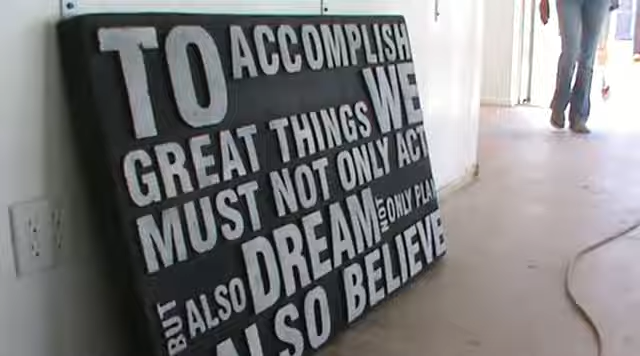 TO ACCOMPLISH
GREAT THINGS WE
MUST NOT ONLY ACT
BUT ALSO DREAM NOT ONLY PLAN
ALSO BELIEVE